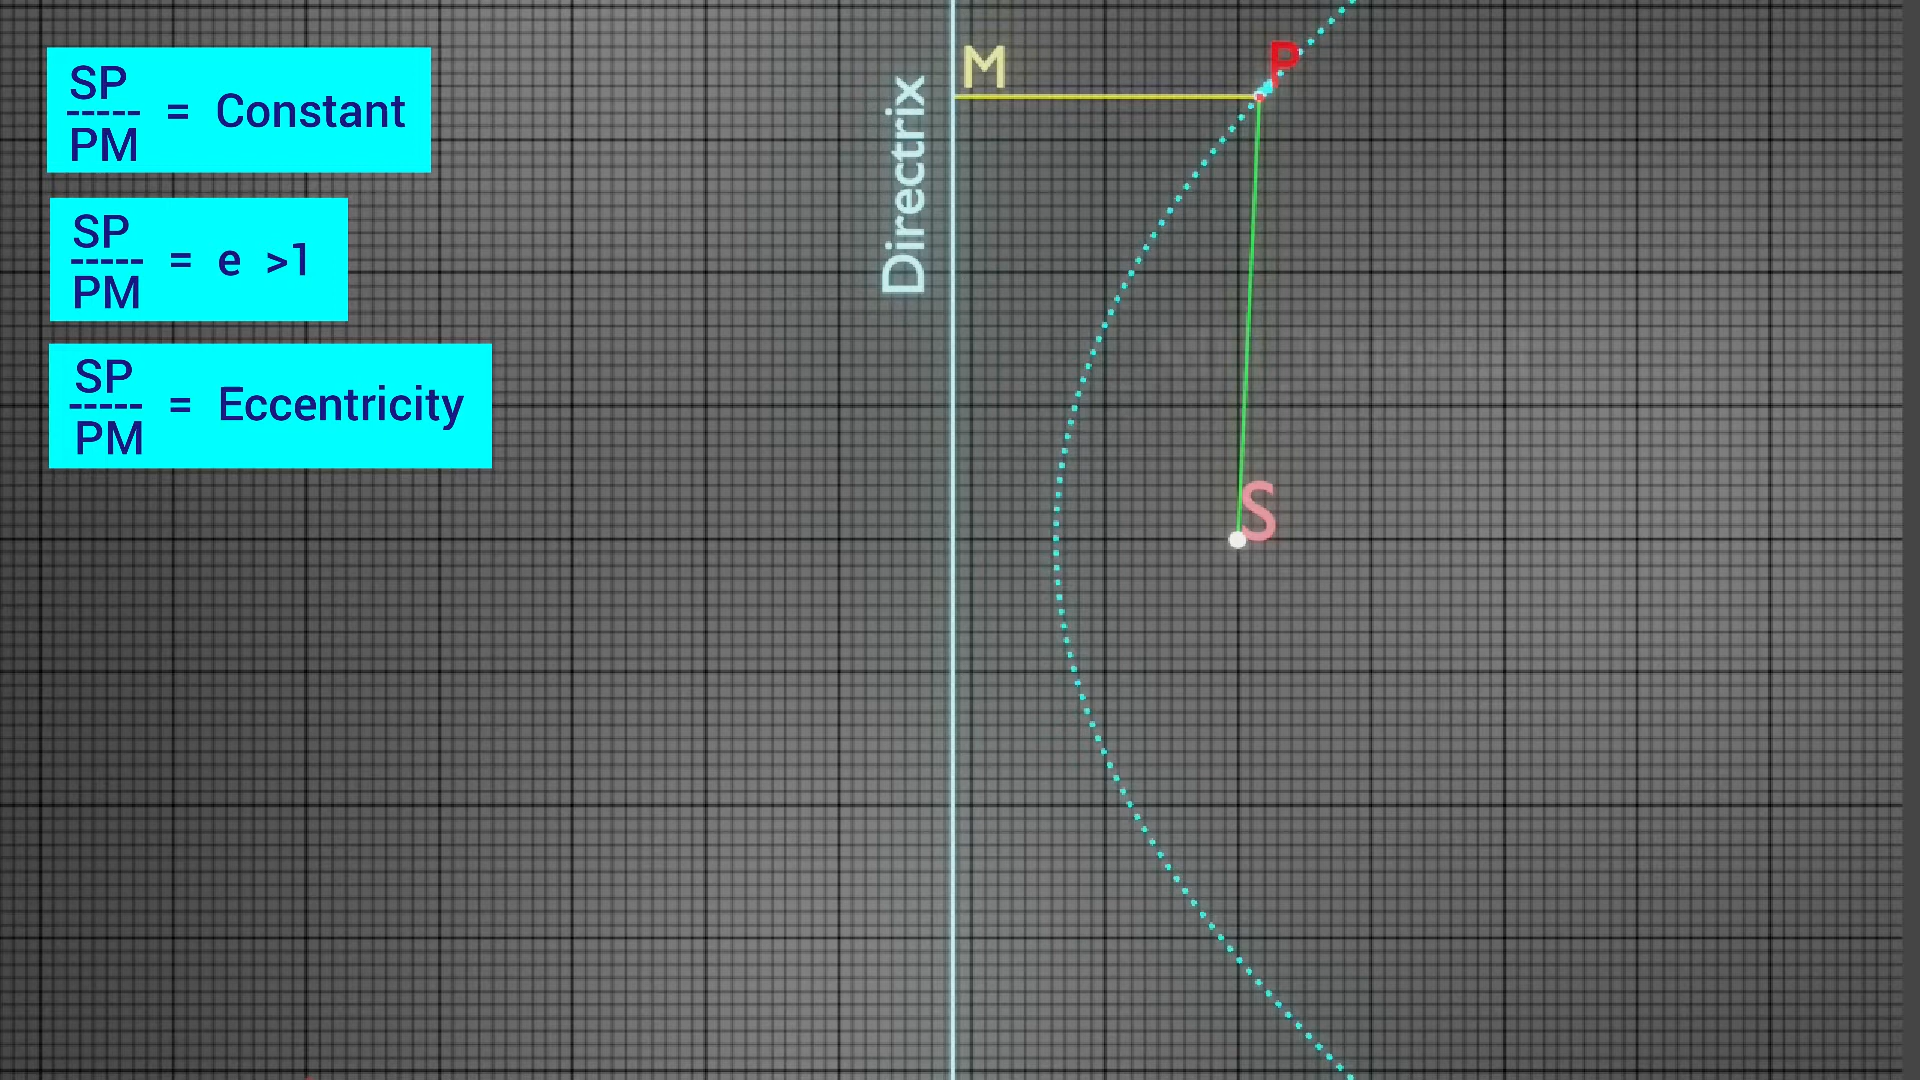 SP
-----  =  Constant
PM
SP
-----  =  e  >1
PM
SP
-----  =  Eccentricity
PM
Directrix
M
P
S